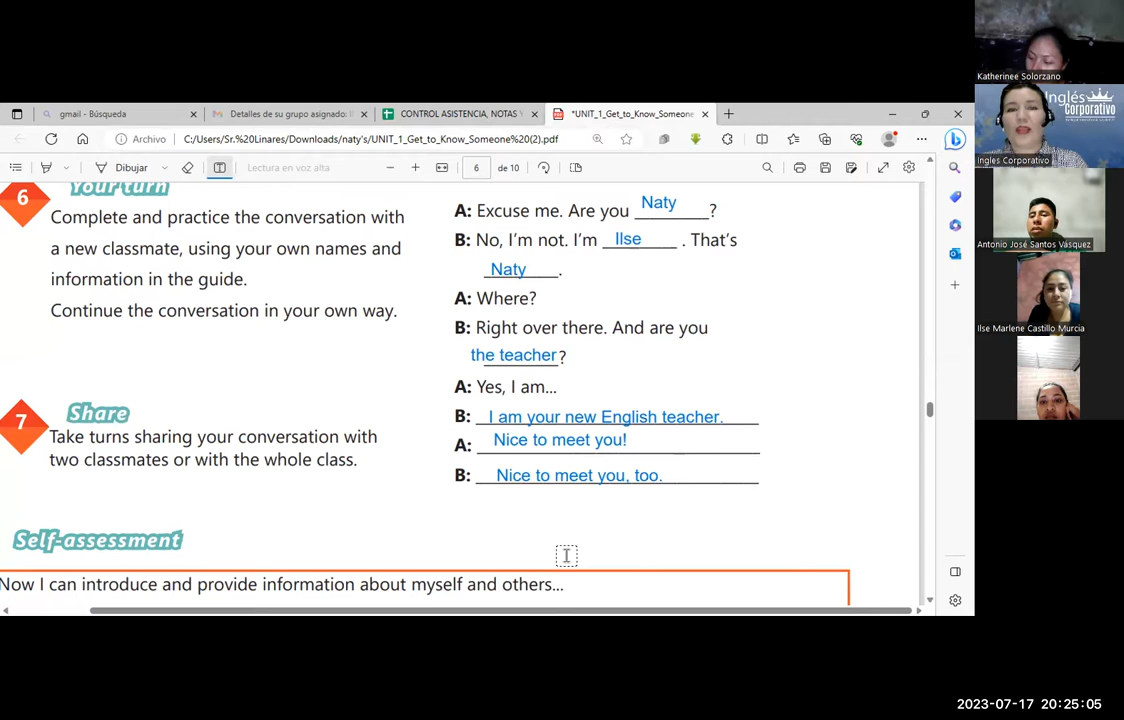 gmail - Búsqueda
Detalles de su grupo asignado: I
CONTROL ASISTENCIA, NOTAS Y
*UNIT_1_Get_to_Know_Someone
Archivo
C:/Users/Sr.%20Linares/Downloads/naty's/UNIT_1_Get_to_Know_Someone%20(2).pdf
Dibujar
Lectura en voz alta
6
de 10
6
Your turn
Complete and practice the conversation with
a new classmate, using your own names and
information in the guide.
Continue the conversation in your own way.
7
Share
Take turns sharing your conversation with
two classmates or with the whole class.
A: Excuse me. Are you Naty ?
B: No, I'm not. I'm Ilse . That's
Naty .
A: Where?
B: Right over there. And are you
the teacher ?
A: Yes, I am...
B: I am your new English teacher.
A: Nice to meet you!
B: Nice to meet you, too.
Self-assessment
Now I can introduce and provide information about myself and others...
Katherinee Solorzano
Inglés
Corporativo
Ingles Corporativo
Antonio José Santos Vásquez
Ilse Marlene Castillo Murcia
2023-07-17 20:25:05